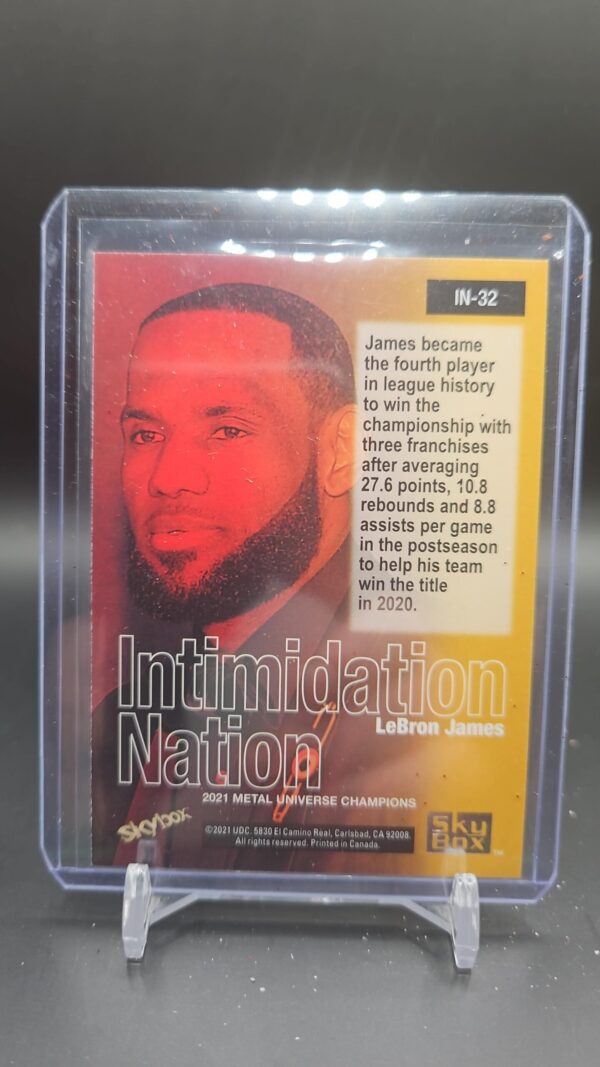 IN-32
James became
the fourth player
in league history
to win the
championship with
three franchises
after averaging
27.6 points, 10.8
rebounds and 8.8
assists per game
in the postseason
to help his team
win the title
in 2020.
Intimidation
Nation
LeBron James
2021 METAL UNIVERSE CHAMPIONS
skybox
©2021 UDC. 5830 El Camino Real, Carlsbad, CA 92008.
All rights reserved. Printed in Canada.
Sky
Box™